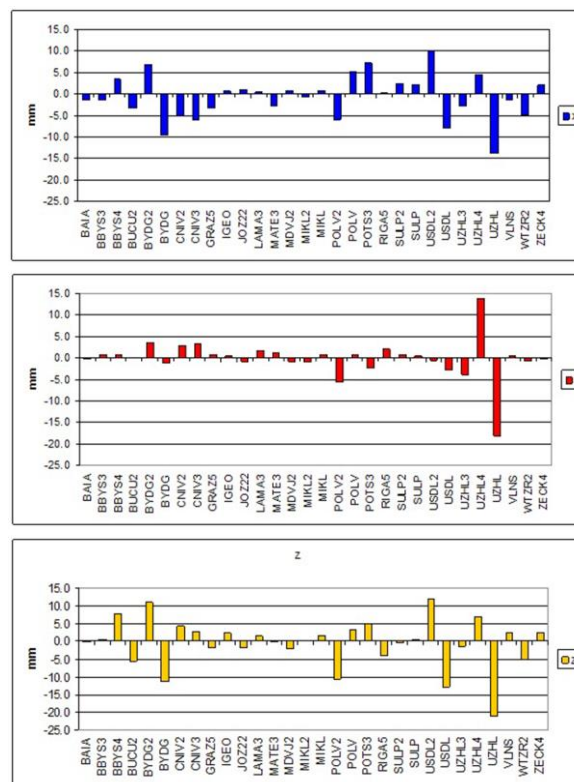 15.0
10.0
5.0
0.0
-5.0
-10.0
-15.0
-20.0
-25.0
mm
BAIA
BBYS3
BBYS4
BUCU2
BYDG2
BYDG
CNIV2
CNIV3
GRAZ5
IGEO
JOZ22
LAMA3
MATE3
MDVJ2
MIKL2
MIKL
POLV2
POLV
POTS3
RIGA5
SULP2
SULP
USDL2
USDL
UZHL3
UZHL4
UZHL
VLNS
WTZR2
ZECK4
15.0
10.0
5.0
0.0
-5.0
-10.0
-15.0
-20.0
-25.0
mm
BAIA
BBYS3
BBYS4
BUCU2
BYDG2
BYDG
CNIV2
CNIV3
GRAZ5
IGEO
JOZ22
LAMA3
MATE3
MDVJ2
MIKL2
MIKL
POLV2
POLV
POTS3
RIGA5
SULP2
SULP
USDL2
USDL
UZHL3
UZHL4
UZHL
VLNS
WTZR2
ZECK4
z
15.0
10.0
5.0
0.0
-5.0
-10.0
-15.0
-20.0
-25.0
mm
BAIA
BBYS3
BBYS4
BUCU2
BYDG2
BYDG
CNIV2
CNIV3
GRAZ5
IGEO
JOZ22
LAMA3
MATE3
MDVJ2
MIKL2
MIKL
POLV2
POLV
POTS3
RIGA5
SULP2
SULP
USDL2
USDL
UZHL3
UZHL4
UZHL
VLNS
WTZR2
ZECK4